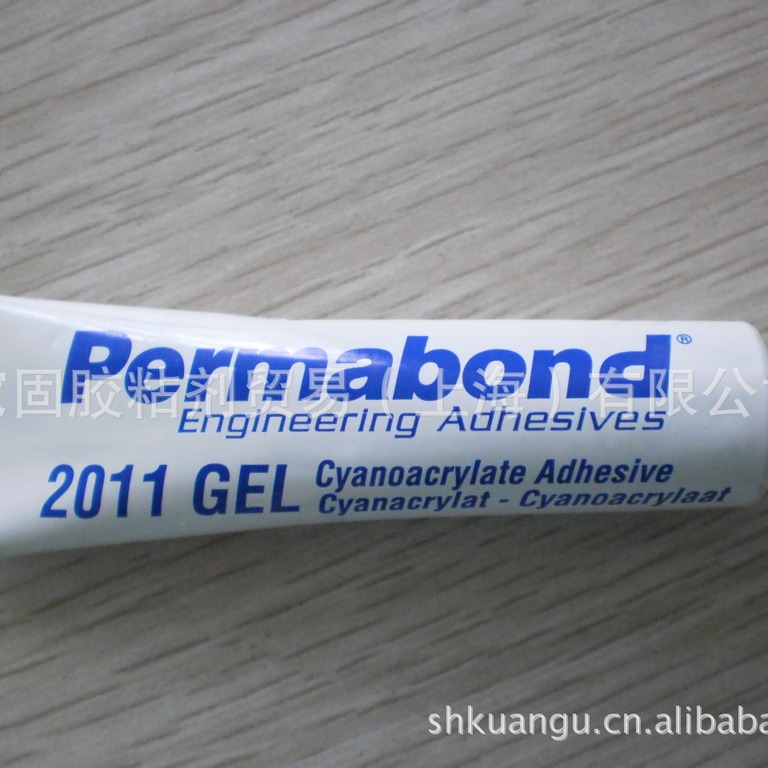 Permabond®
固胶粘剂贸易（上海）有限公
Engineering Adhesives
2011 GEL Cyanoacrylate Adhesive
Cyanacrylat - Cyanoacrylaat
shkuangu.cn.alibaba